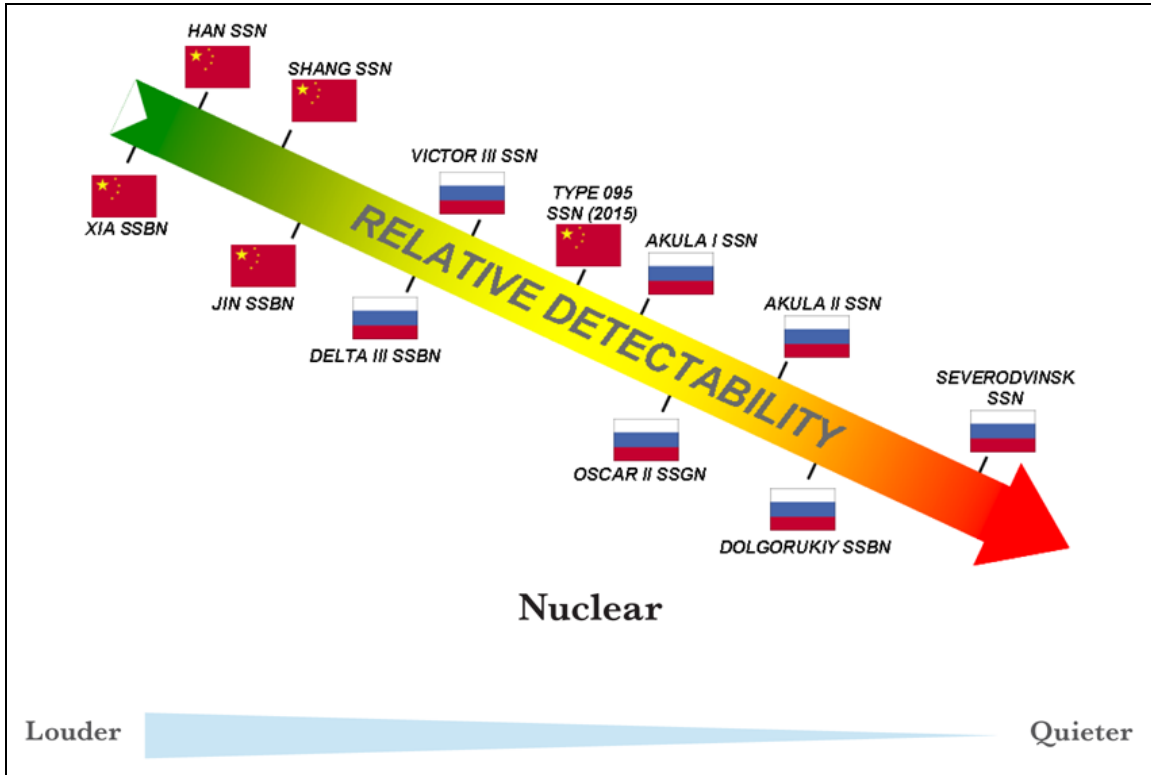 HAN SSN
SHANG SSN
XIA SSBN
JIN SSBN
VICTOR III SSN
DELTA III SSBN
TYPE 095
SSN (2015)
AKULA I SSN
RELATIVE DETECTABILITY
OSCAR II SSGN
AKULA II SSN
DOLGORUKIY SSBN
SEVERODVINSK
SSN
Nuclear
Louder
Quieter